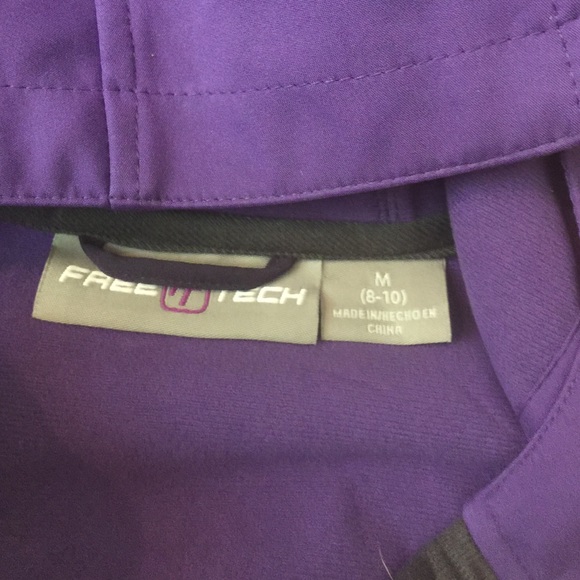 FREE TECH
M
(8-10)
MADE IN/HECHO EN
CHINA